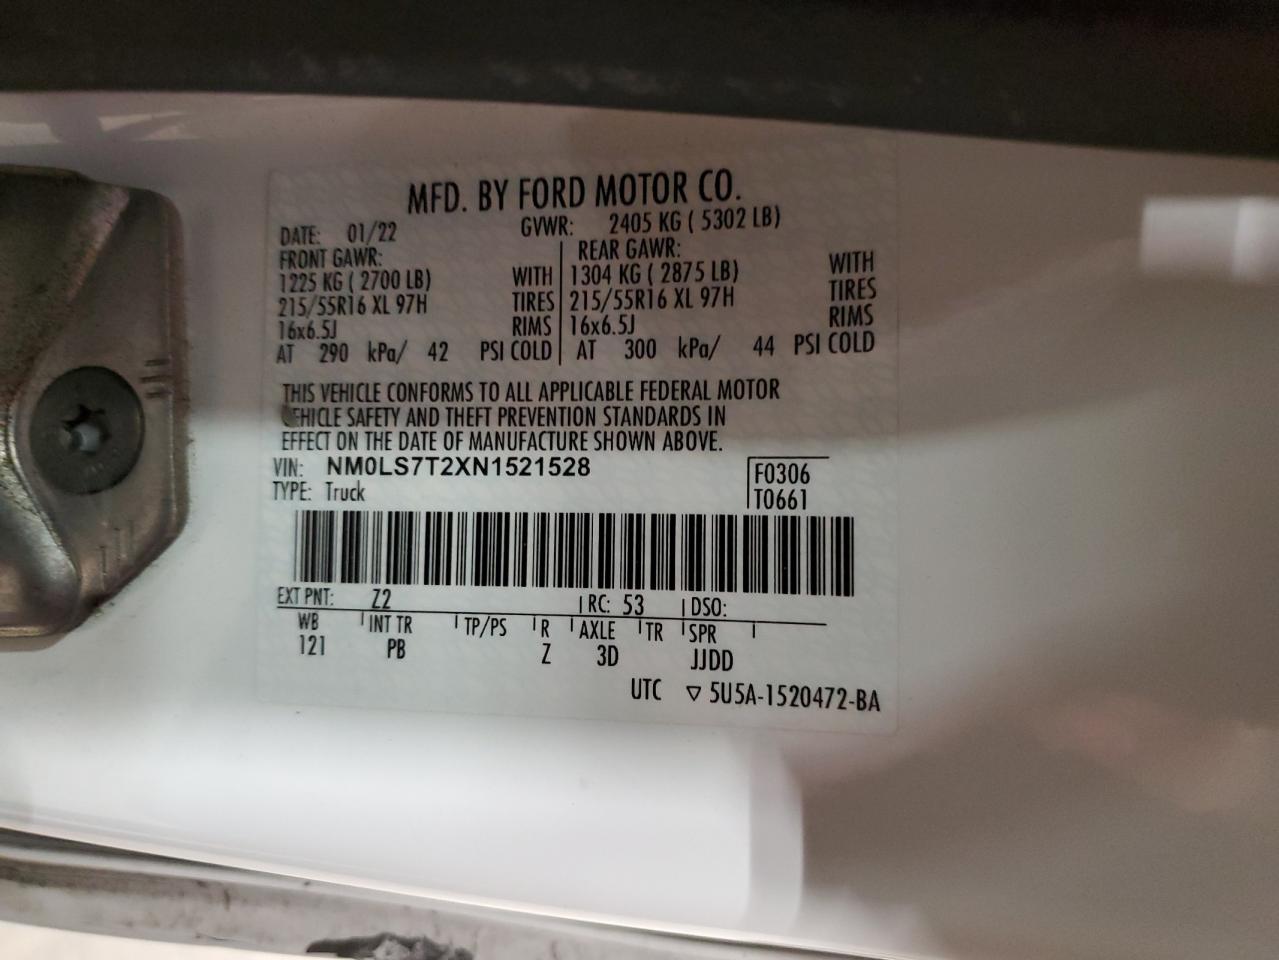 MFD. BY FORD MOTOR CO.
DATE: 01/22 GVWR: 2405 KG ( 5302 LB)
FRONT GAWR: REAR GAWR:
1225 KG ( 2700 LB) WITH 1304 KG ( 2875 LB) WITH
215/55R16 XL 97H TIRES 215/55R16 XL 97H TIRES
16x6.5J RIMS 16x6.5J RIMS
AT 290 kPa/ 42 PSI COLD AT 300 kPa/ 44 PSI COLD
THIS VEHICLE CONFORMS TO ALL APPLICABLE FEDERAL MOTOR
VEHICLE SAFETY AND THEFT PREVENTION STANDARDS IN
EFFECT ON THE DATE OF MANUFACTURE SHOWN ABOVE.
VIN: NM0LS7T2XN1521528 F0306
TYPE: Truck T0661
EXT PNT: Z2 RC: 53 DSO:
WB INT TR TP/PS R AXLE TR SPR
121 PB Z 3D JJDD
UTC ▽ 5U5A-1520472-BA